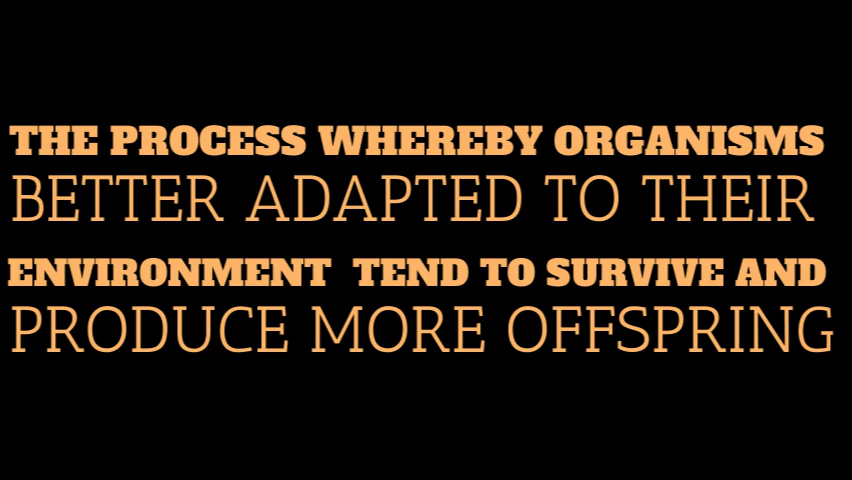 THE PROCESS WHEREBY ORGANISMS
BETTER ADAPTED TO THEIR
ENVIRONMENT TEND TO SURVIVE AND
PRODUCE MORE OFFSPRING